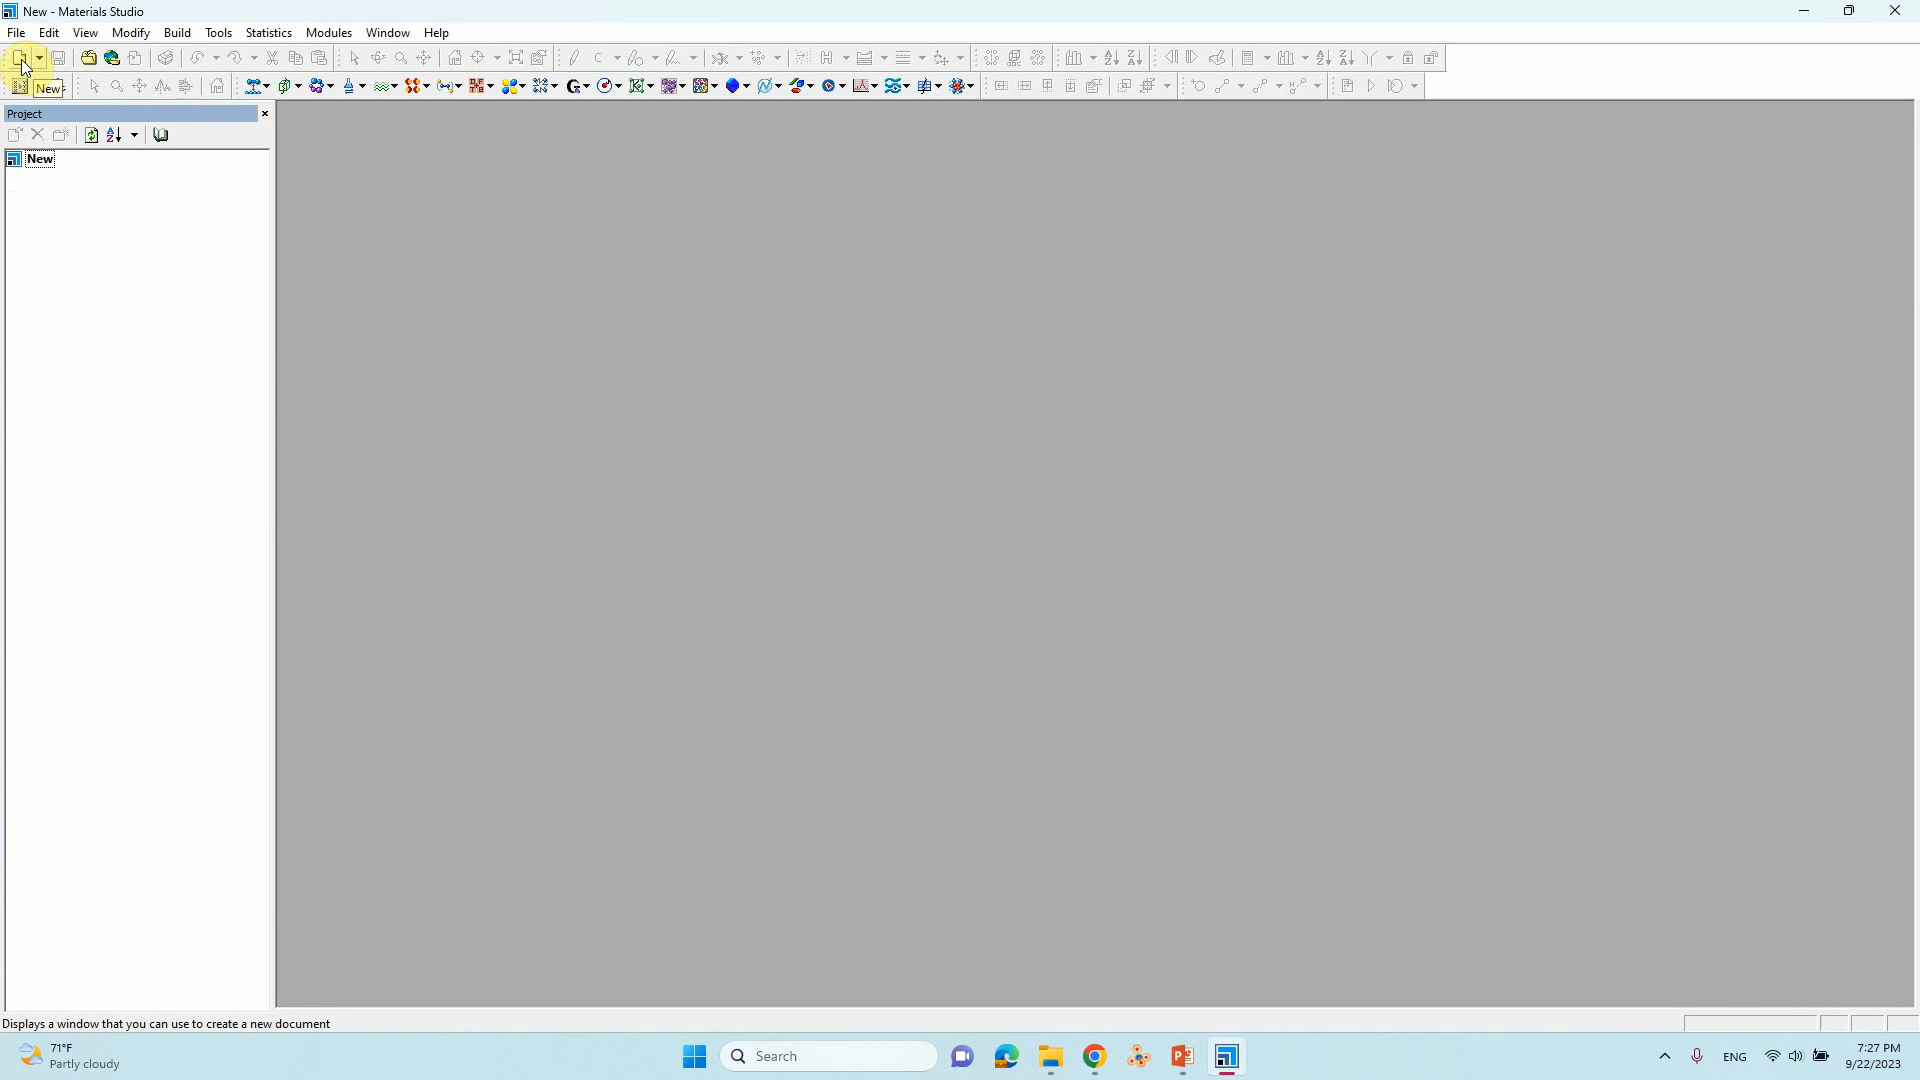 New - Materials Studio
File Edit View Modify Build Tools Statistics Modules Window Help
New
Project
New
Displays a window that you can use to create a new document
71°F
Partly cloudy
Search
ENG
7:27 PM
9/22/2023